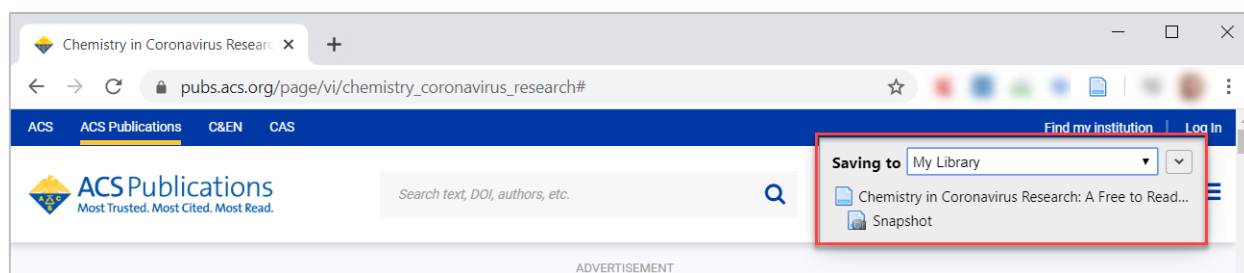 Chemistry in Coronavirus Researc
pubs.acs.org/page/vi/chemistry_coronavirus_research#
ACS ACS Publications C&EN CAS Find my institution Log In
Saving to My Library
ACS Publications
Most Trusted. Most Cited. Most Read.
Search text, DOI, authors, etc.
Chemistry in Coronavirus Research: A Free to Read...
Snapshot
ADVERTISEMENT